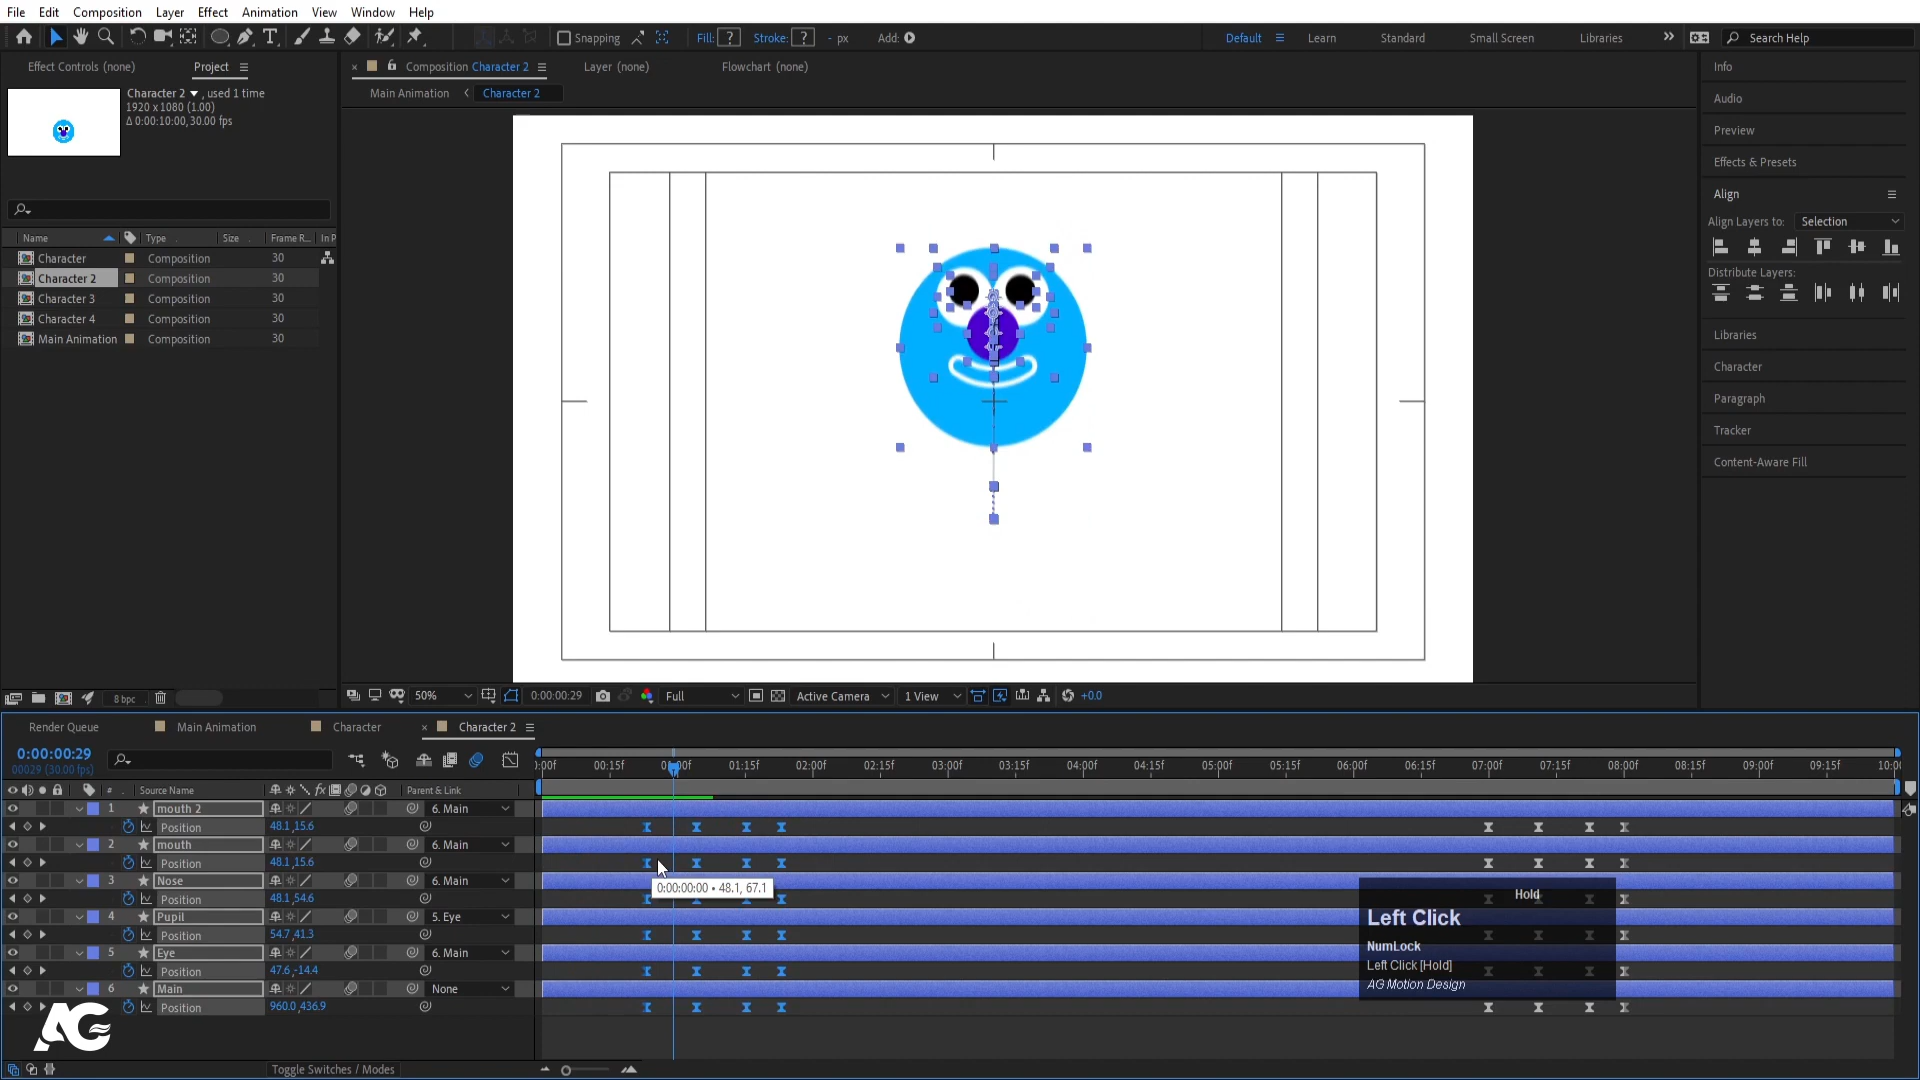 File Edit Composition Layer Effect Animation View Window Help
Snapping Fill: ? Stroke: ? - px Add: Default Learn Standard Small Screen Libraries Search Help
Effect Controls (none) Project
Composition Character 2 Layer (none) Flowchart (none)
Main Animation Character 2
Character 2 , used 1 time
1920 x 1080 (1.00)
Δ 0:00:10:00, 30.00 fps
Name Type Size Frame R... In P
Character Composition 30
Character 2 Composition 30
Character 3 Composition 30
Character 4 Composition 30
Main Animation Composition 30
8 bpc
50% 0:00:00:29 Full Active Camera 1 View +0.0
Info
Audio
Preview
Effects & Presets
Align
Align Layers to: Selection
Distribute Layers:
Libraries
Character
Paragraph
Tracker
Content-Aware Fill
Render Queue Main Animation Character Character 2
0:00:00:29
00029 (30.00 fps)
:00f 00:15f 01:00f 01:15f 02:00f 02:15f 03:00f 03:15f 04:00f 04:15f 05:00f 05:15f 06:00f 06:15f 07:00f 07:15f 08:00f 08:15f 09:00f 09:15f 10:00
# Source Name Parent & Link
1 mouth 2 6. Main
Position 48.1,15.6
2 mouth 6. Main
Position 48.1,15.6
3 Nose 6. Main
Position 48.1,54.6
4 Pupil 5. Eye
Position 54.7,41.3
5 Eye 6. Main
Position 47.6,-14.4
6 Main None
Position 960.0,436.9
0:00:00:00 • 48.1, 67.1
Hold
Left Click
NumLock
Left Click [Hold]
AG Motion Design
AG
Toggle Switches / Modes